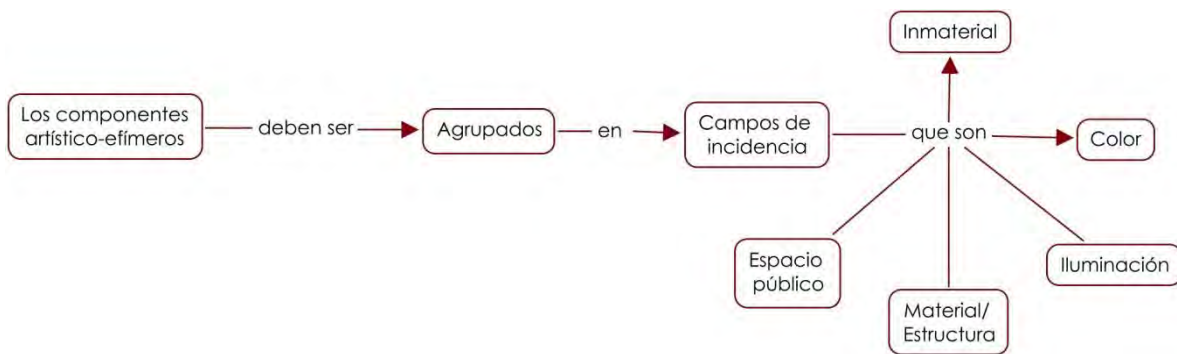 Inmaterial
Los componentes
artístico-efímeros
deben ser
Agrupados
en
Campos de
incidencia
que son
Color
Espacio
público
Iluminación
Material/
Estructura